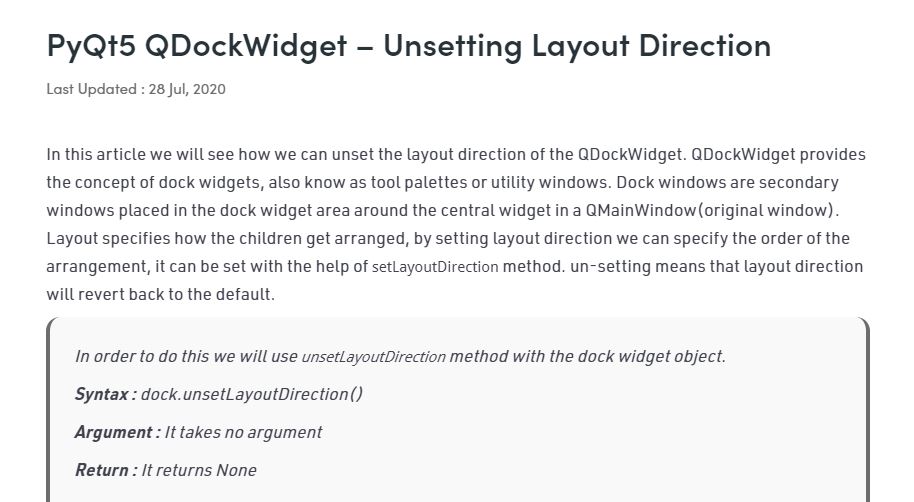 PyQt5 QDockWidget – Unsetting Layout Direction
Last Updated : 28 Jul, 2020
In this article we will see how we can unset the layout direction of the QDockWidget. QDockWidget provides
the concept of dock widgets, also know as tool palettes or utility windows. Dock windows are secondary
windows placed in the dock widget area around the central widget in a QMainWindow(original window).
Layout specifies how the children get arranged, by setting layout direction we can specify the order of the
arrangement, it can be set with the help of setLayoutDirection method. un-setting means that layout direction
will revert back to the default.
In order to do this we will use unsetLayoutDirection method with the dock widget object.
Syntax : dock.unsetLayoutDirection()
Argument : It takes no argument
Return : It returns None